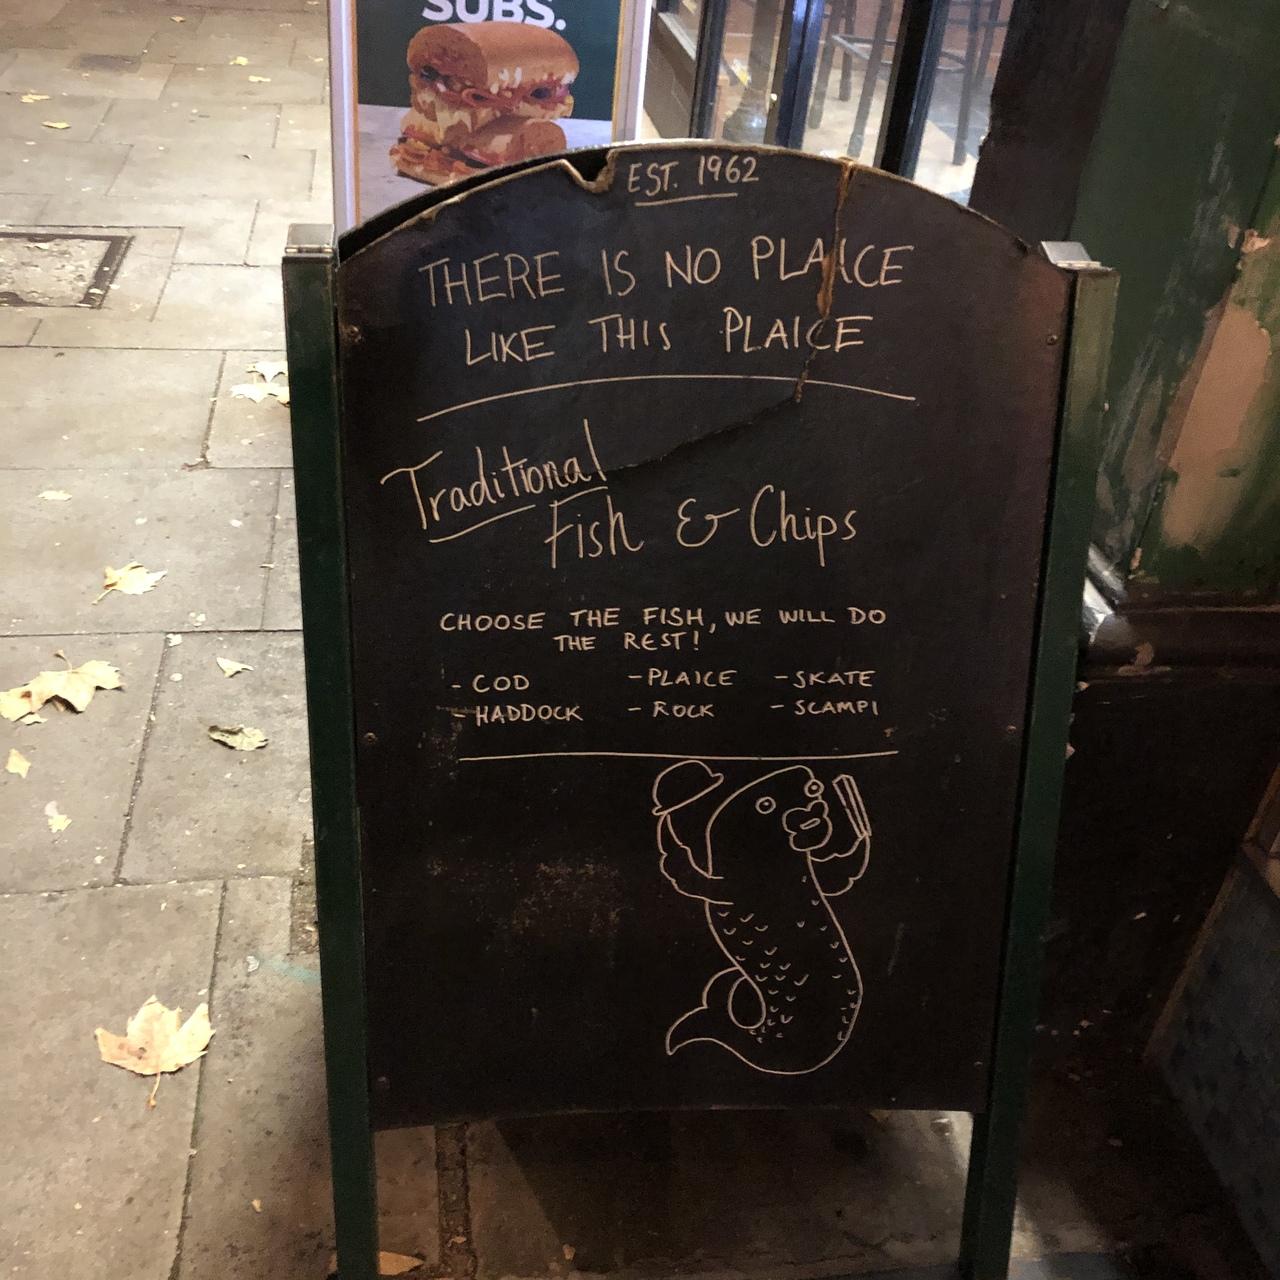 SUBS.
EST. 1962
THERE IS NO PLAICE
LIKE THIS PLAICE
Traditional
Fish & Chips
CHOOSE THE FISH, WE WILL DO
THE REST!
- COD - PLAICE - SKATE
- HADDOCK - ROCK - SCAMPI